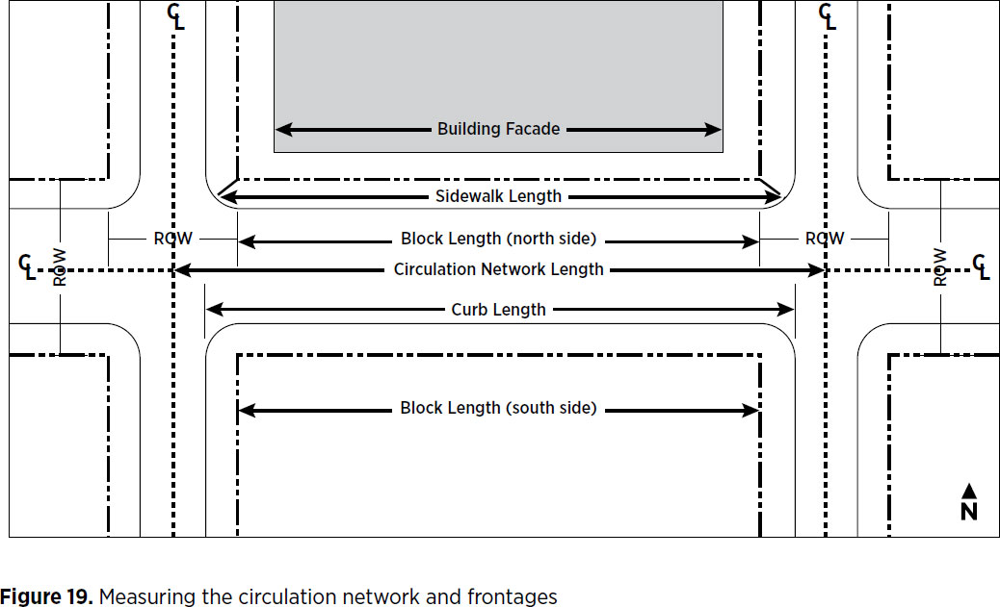 CL
CL
Building Facade
Sidewalk Length
ROW
Block Length (north side)
ROW
CL
ROW
Circulation Network Length
ROW
CL
Curb Length
Block Length (south side)
N
Figure 19. Measuring the circulation network and frontages